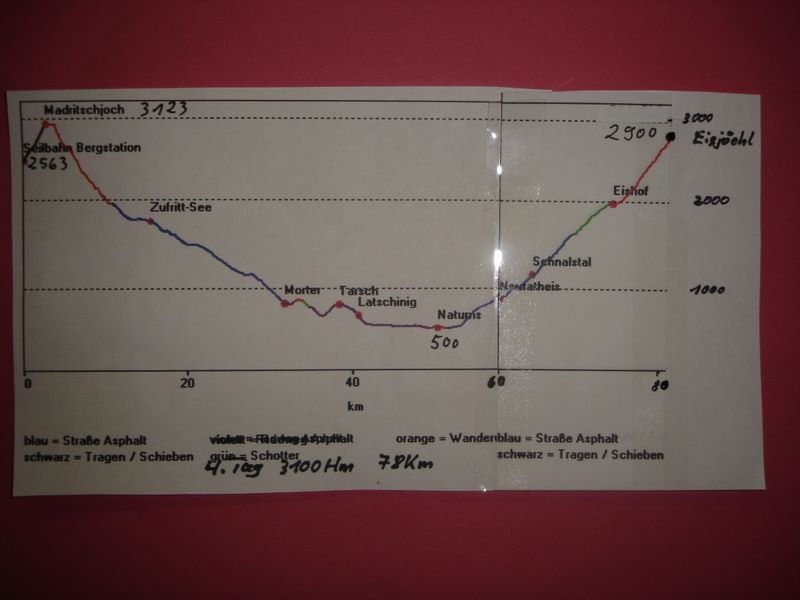 Madritschjoch 3123
3000
2900 Eisjöchl
Seilbahn Bergstation
2563
Eishof
2000
Zufritt-See
Schnalstal
Morter Tarsch
1000
Latschinig
Naturns
500
0 20 40 60 80
km
blau = Straße Asphalt orange = Wander blau = Straße Asphalt
schwarz = Tragen / Schieben grün = Schotter schwarz = Tragen / Schieben
4. Tag 3100 Hm 78 Km